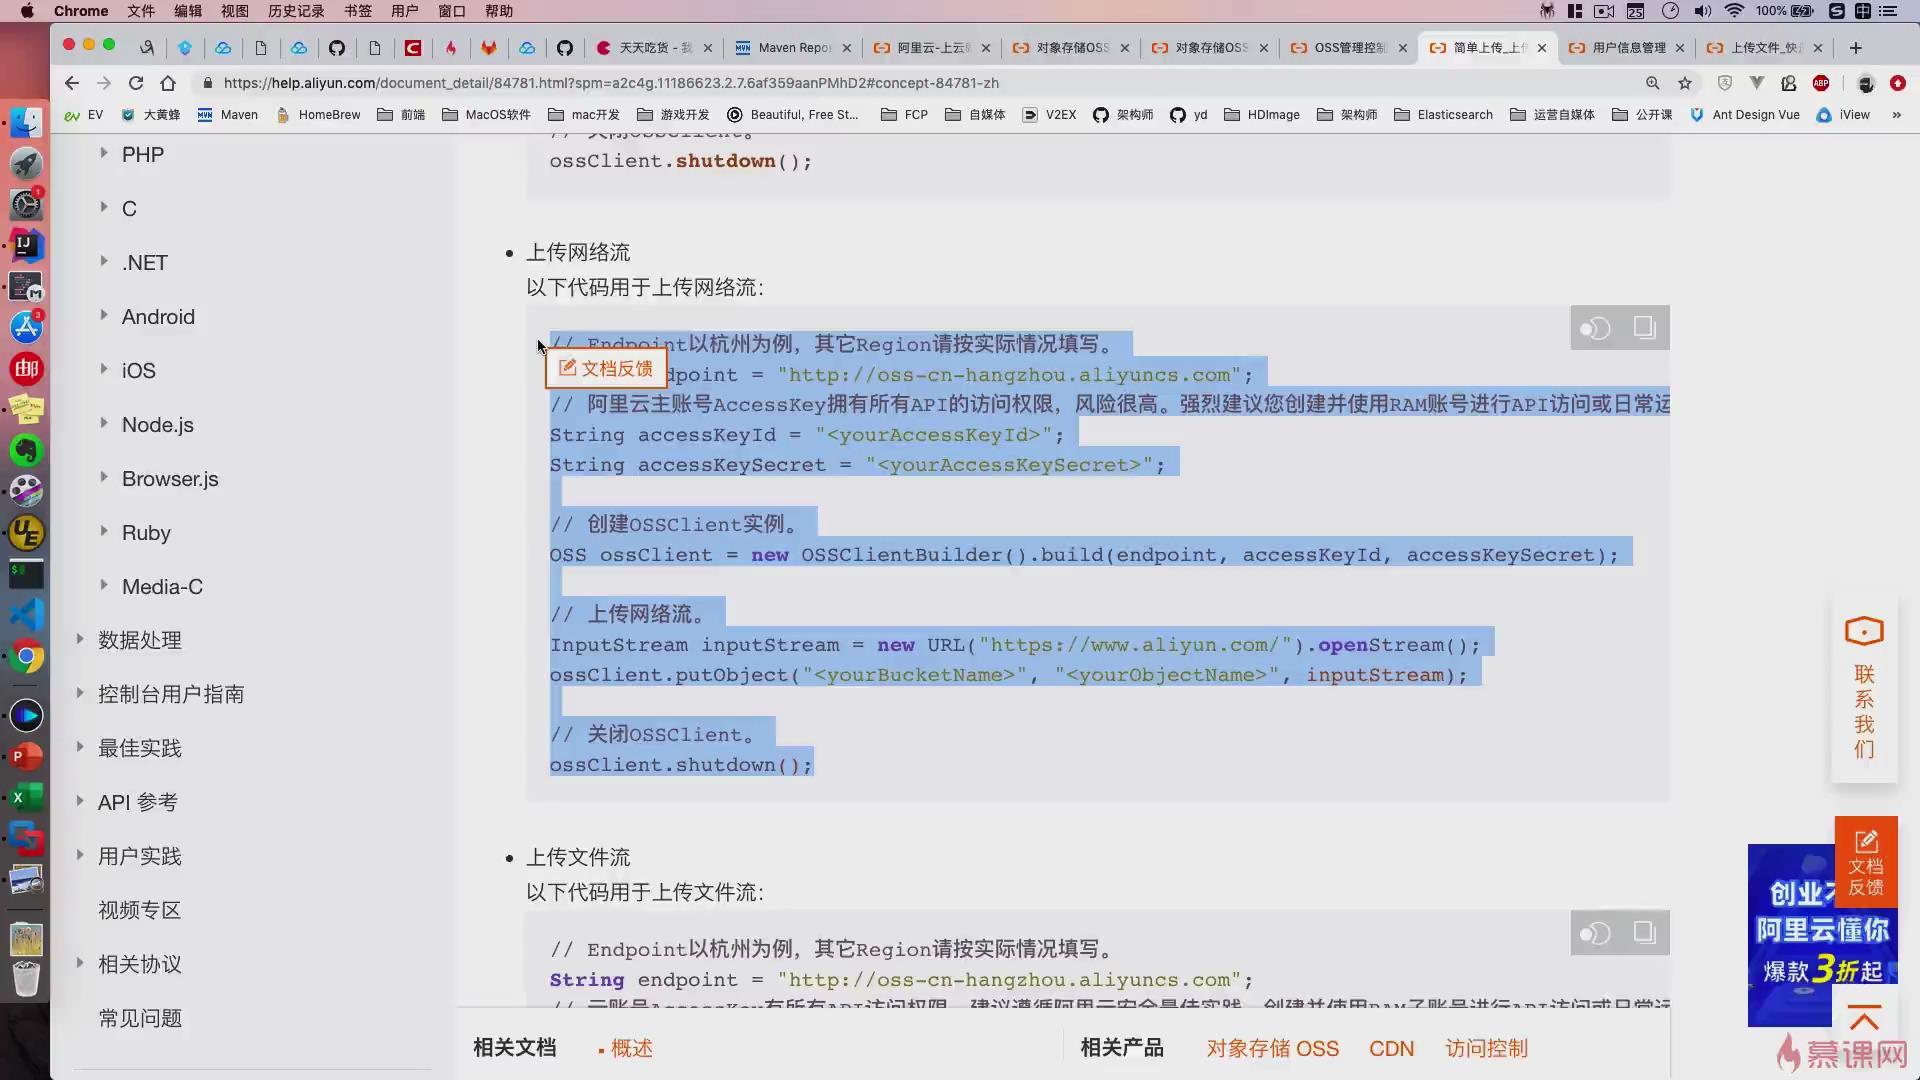 Chrome 文件 编辑 视图 历史记录 书签 用户 窗口 帮助
25 100% 中
天天吃货 - 我 Maven Repo 阿里云-上云 对象存储OSS 对象存储OSS OSS管理控制 简单上传_上 用户信息管理 上传文件_快
https://help.aliyun.com/document_detail/84781.html?spm=a2c4g.11186623.2.7.6af359aanPMhD2#concept-84781-zh
EV 大黄蜂 Maven HomeBrew 前端 MacOS软件 mac开发 游戏开发 Beautiful, Free St... FCP 自媒体 V2EX 架构师 yd HDImage 架构师 Elasticsearch 运营自媒体 公开课 Ant Design Vue iView »
PHP
C
.NET
Android
iOS
Node.js
Browser.js
Ruby
Media-C
数据处理
控制台用户指南
最佳实践
API 参考
用户实践
视频专区
相关协议
常见问题
// 关闭OSSClient。
ossClient.shutdown();
上传网络流
以下代码用于上传网络流:
// Endpoint以杭州为例，其它Region请按实际情况填写。
文档反馈
dpoint = "http://oss-cn-hangzhou.aliyuncs.com";
// 阿里云主账号AccessKey拥有所有API的访问权限，风险很高。强烈建议您创建并使用RAM账号进行API访问或日常运
String accessKeyId = "<yourAccessKeyId>";
String accessKeySecret = "<yourAccessKeySecret>";
// 创建OSSClient实例。
OSS ossClient = new OSSClientBuilder().build(endpoint, accessKeyId, accessKeySecret);
// 上传网络流。
InputStream inputStream = new URL("https://www.aliyun.com/").openStream();
ossClient.putObject("<yourBucketName>", "<yourObjectName>", inputStream);
// 关闭OSSClient。
ossClient.shutdown();
上传文件流
以下代码用于上传文件流:
// Endpoint以杭州为例，其它Region请按实际情况填写。
String endpoint = "http://oss-cn-hangzhou.aliyuncs.com";
相关文档 概述 相关产品 对象存储 OSS CDN 访问控制
联系我们
文档反馈
创业
阿里云懂你
爆款3折起
慕课网